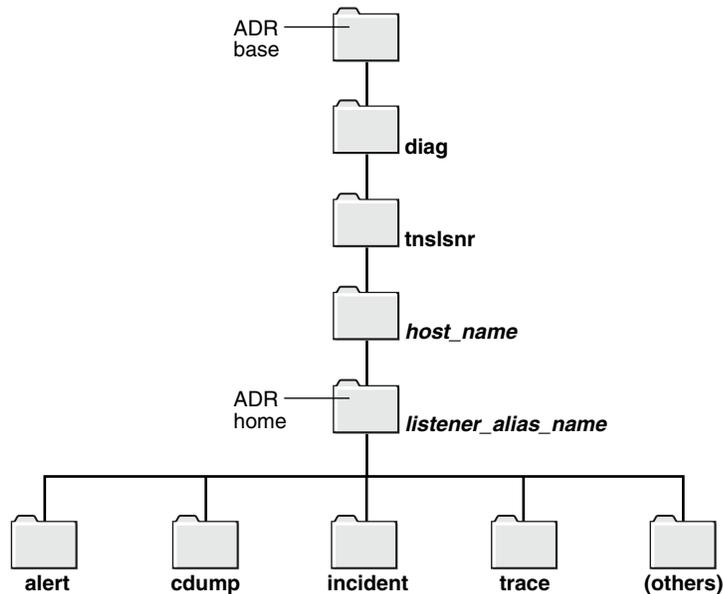 ADR
base
diag
tnslsnr
host_name
ADR
home
listener_alias_name
alert
cdump
incident
trace
(others)